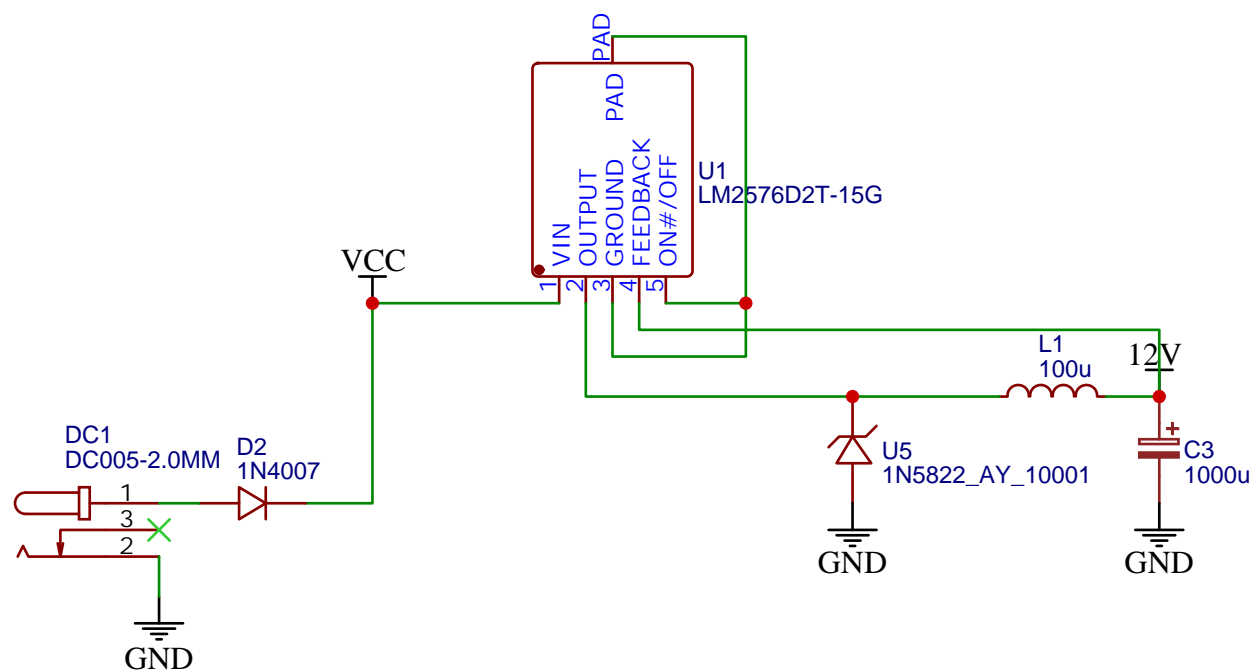 PAD
PAD
VIN
OUTPUT
GROUND
FEEDBACK
ON#/OFF
1
2
3
4
5
U1
LM2576D2T-15G
VCC
L1
100u
12V
DC1
DC005-2.0MM
D2
1N4007
1
3
2
U5
1N5822_AY_10001
+
C3
1000u
GND
GND
GND